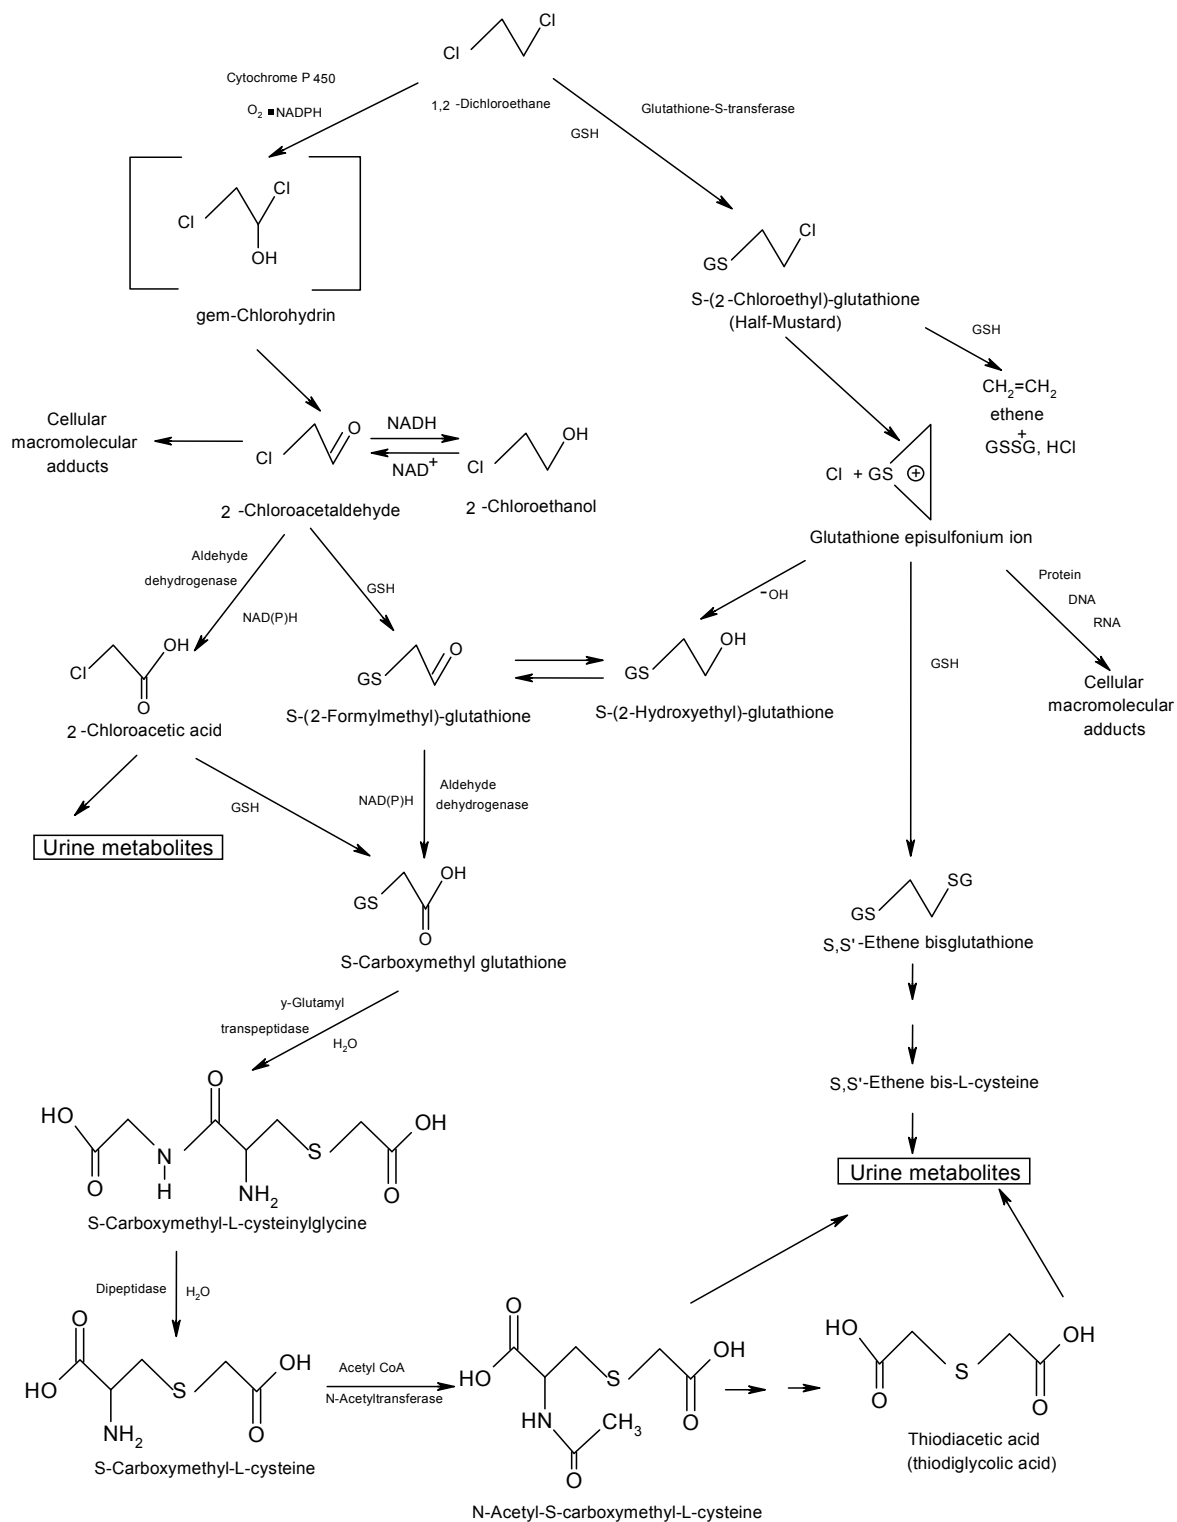 Cl
Cl
1,2 -Dichloroethane
Cytochrome P 450
O2 ■NADPH
Glutathione-S-transferase
GSH
Cl
Cl
OH
gem-Chlorohydrin
Cl
GS
S-(2-Chloroethyl)-glutathione
(Half-Mustard)
GSH
CH2=CH2
ethene
+
GSSG, HCl
Cellular
macromolecular
adducts
O
Cl
2 -Chloroacetaldehyde
NADH
NAD+
OH
Cl
2 -Chloroethanol
Cl + GS
+
Glutathione episulfonium ion
Aldehyde
dehydrogenase
NAD(P)H
GSH
-OH
Protein
DNA
RNA
GSH
Cl
OH
O
2 -Chloroacetic acid
O
GS
S-(2-Formylmethyl)-glutathione
OH
GS
S-(2-Hydroxyethyl)-glutathione
Cellular
macromolecular
adducts
GSH
NAD(P)H
Aldehyde
dehydrogenase
Urine metabolites
OH
GS
O
S-Carboxymethyl glutathione
SG
GS
S,S'-Ethene bisglutathione
y-Glutamyl
transpeptidase
H2O
S,S'-Ethene bis-L-cysteine
O
HO
OH
N
S
O
H
NH2
O
S-Carboxymethyl-L-cysteinylglycine
Urine metabolites
Dipeptidase
H2O
O
OH
HO
S
NH2
O
S-Carboxymethyl-L-cysteine
Acetyl CoA
N-Acetyltransferase
O
OH
HO
S
HN
CH3
O
O
N-Acetyl-S-carboxymethyl-L-cysteine
HO
OH
S
O
O
Thiodiacetic acid
(thiodiglycolic acid)